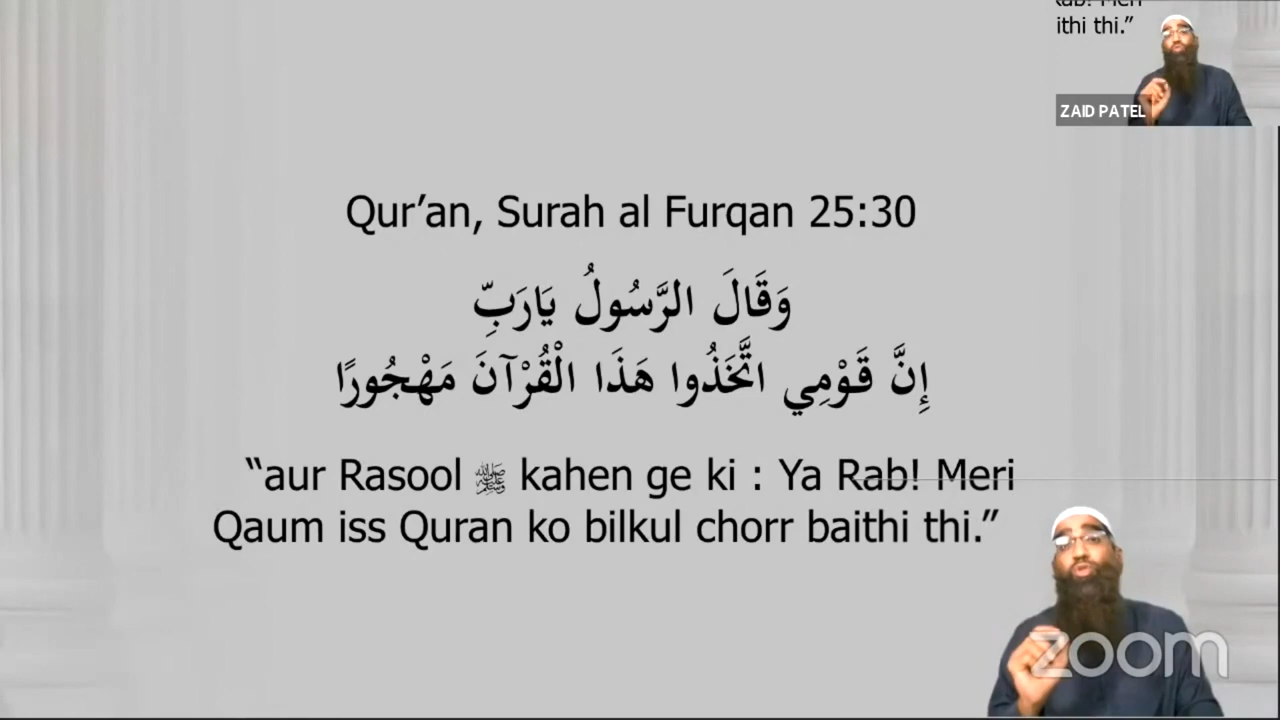 ithi thi.”
ZAID PATEL
Qur’an, Surah al Furqan 25:30
وَقَالَ الرَّسُولُ يَارَبِّ
إِنَّ قَوْمِي اتَّخَذُوا هَذَا الْقُرْآنَ مَهْجُورًا
“aur Rasool ﷺ kahen ge ki : Ya Rab! Meri
Qaum iss Quran ko bilkul chorr baithi thi.”
zoom